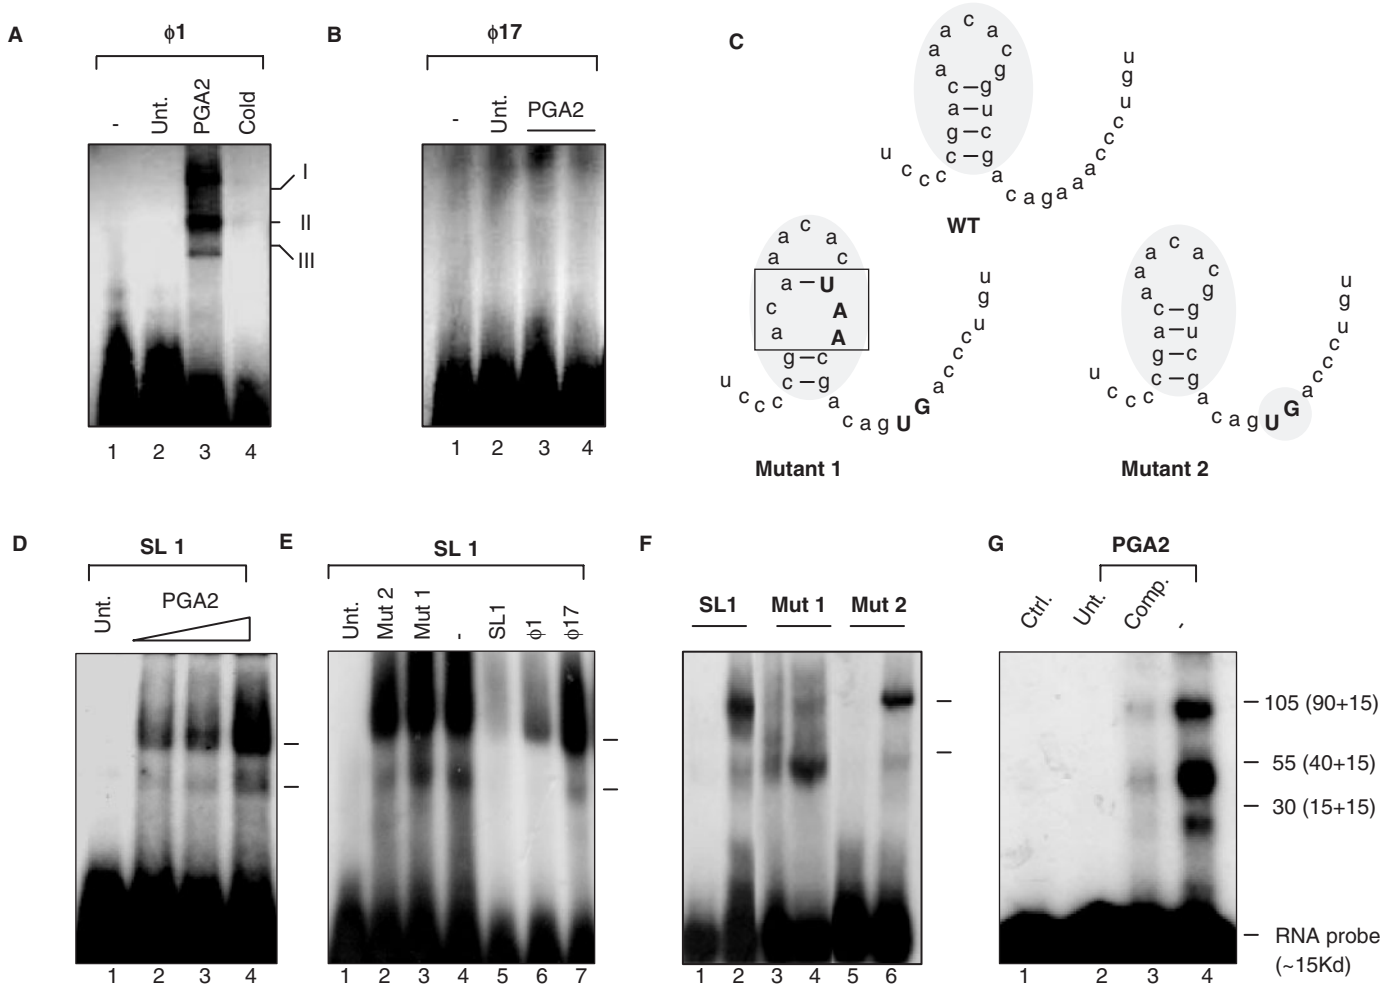 A
ϕ1
- Unt. PGA2 Cold
I
II
III
1 2 3 4
B
ϕ17
- Unt. PGA2
1 2 3 4
C
u c c c c g a c a a a c a c g g u c g a c a g a a a c c c u g u
WT
u c c c c g a c a a a c a c U A A c g a c a g U G a c c c u g u
Mutant 1
u c c c c g a c a a a c a c g g u c g a c a g U G a c c c u g u
Mutant 2
D
SL 1
Unt. PGA2
1 2 3 4
E
SL 1
Unt. Mut 2 Mut 1 - SL1 ϕ1 ϕ17
1 2 3 4 5 6 7
F
SL1 Mut 1 Mut 2
1 2 3 4 5 6
G
PGA2
Ctrl. Unt. Comp. -
105 (90+15)
55 (40+15)
30 (15+15)
RNA probe
(~15Kd)
1 2 3 4